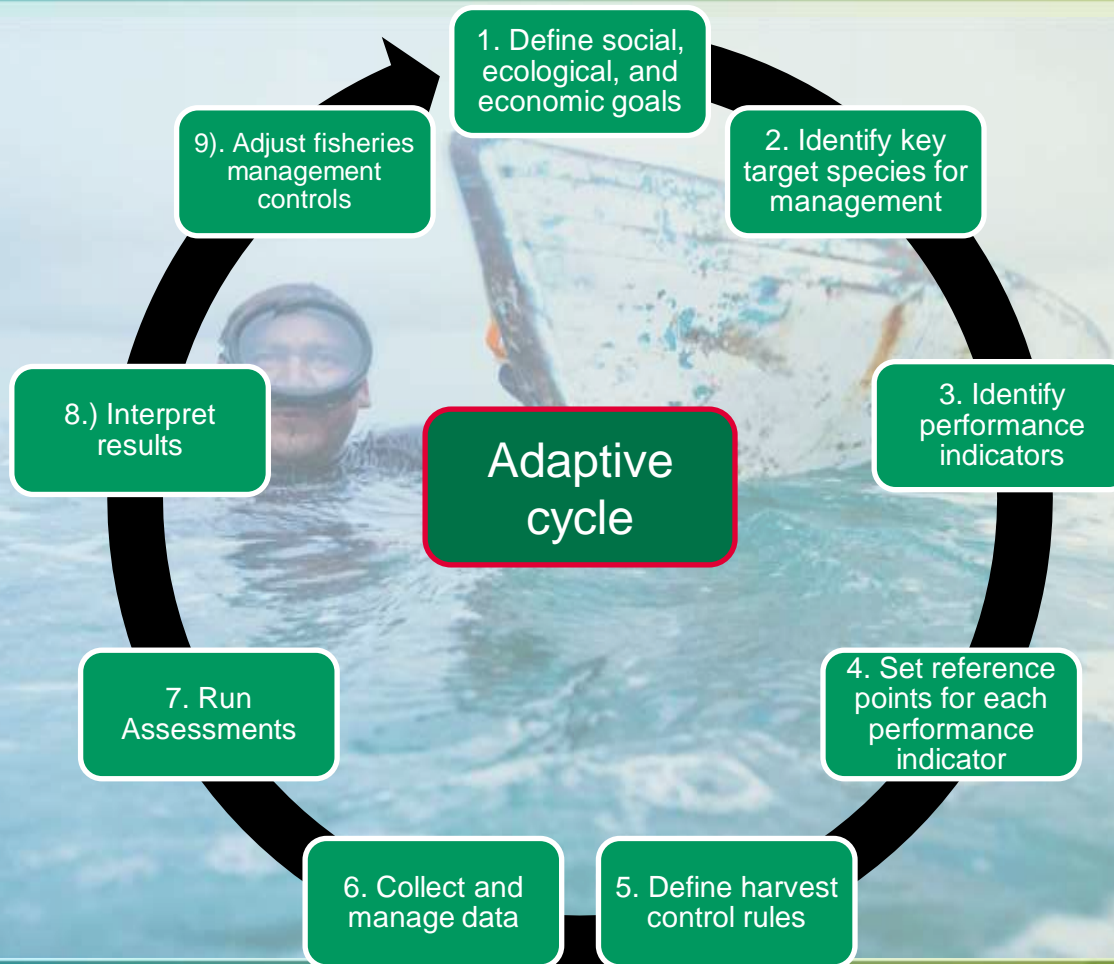 1. Define social,
ecological, and
economic goals
2. Identify key
target species for
management
3. Identify
performance
indicators
4. Set reference
points for each
performance
indicator
5. Define harvest
control rules
6. Collect and
manage data
7. Run
Assessments
8.) Interpret
results
9). Adjust fisheries
management
controls
Adaptive
cycle